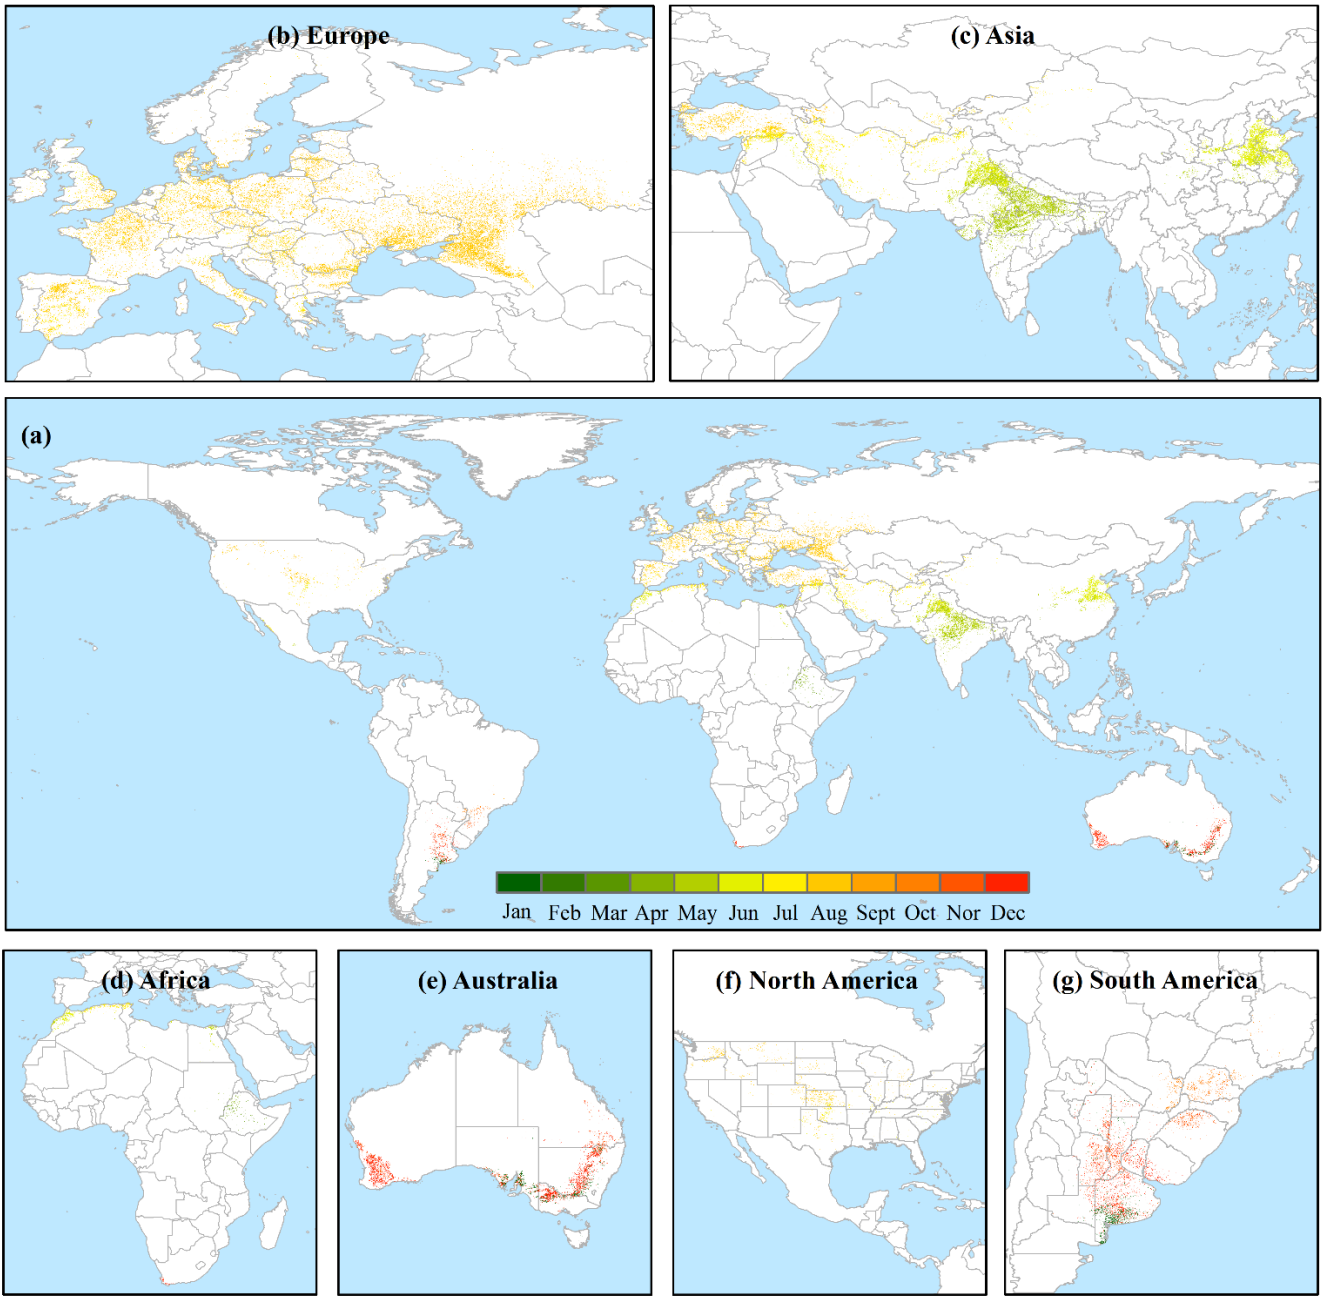 (b) Europe
(c) Asia
(a)
Jan Feb Mar Apr May Jun Jul Aug Sept Oct Nor Dec
(d) Africa
(e) Australia
(f) North America
(g) South America